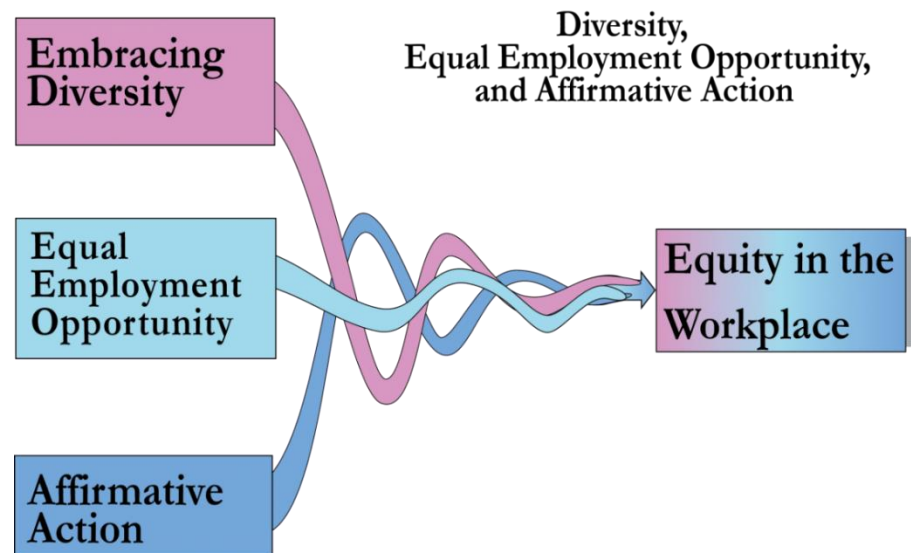 Diversity,
Equal Employment Opportunity,
and Affirmative Action
Embracing
Diversity
Equal
Employment
Opportunity
Affirmative
Action
Equity in the
Workplace